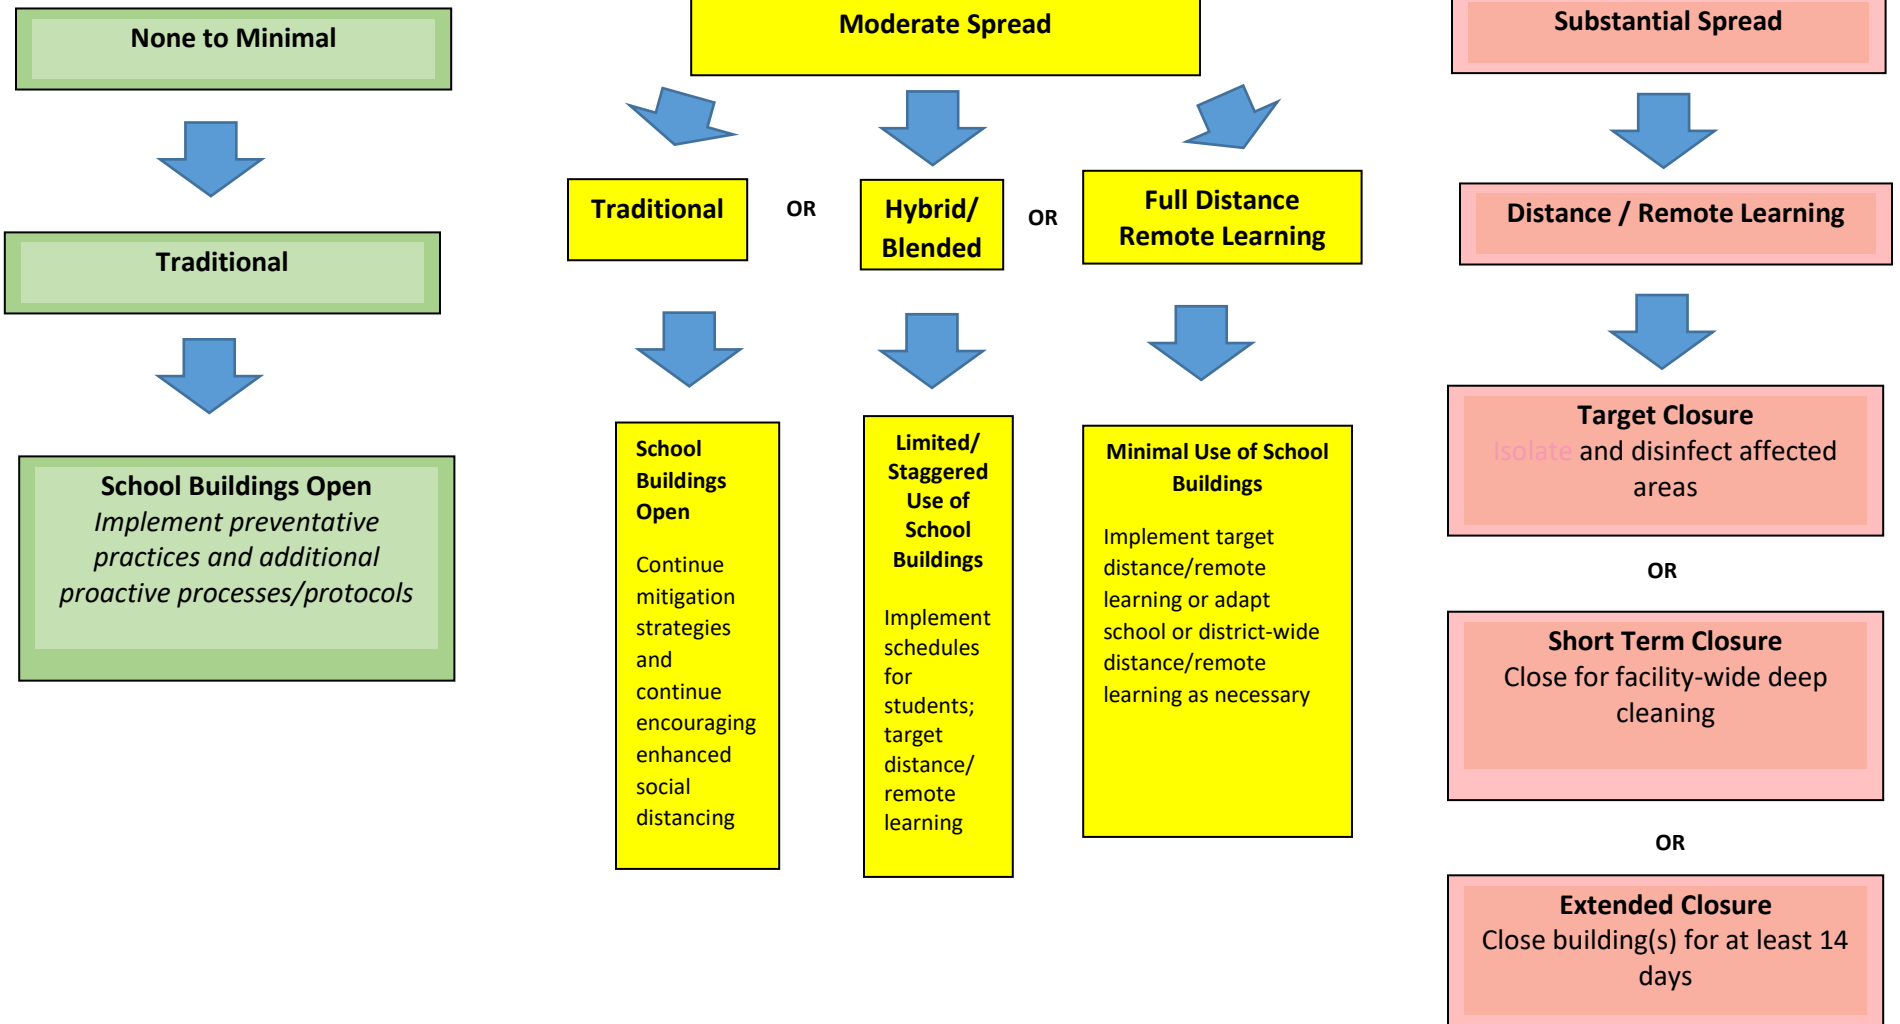 None to Minimal
Traditional
School Buildings Open
Implement preventative
practices and additional
proactive processes/protocols
Moderate Spread
Traditional
OR
Hybrid/
Blended
OR
Full Distance
Remote Learning
School
Buildings
Open
Continue
mitigation
strategies
and
continue
encouraging
enhanced
social
distancing
Limited/
Staggered
Use of
School
Buildings
Implement
schedules
for
students;
target
distance/
remote
learning
Minimal Use of School
Buildings
Implement target
distance/remote
learning or adapt
school or district-wide
distance/remote
learning as necessary
Substantial Spread
Distance / Remote Learning
Target Closure
Isolate and disinfect affected
areas
OR
Short Term Closure
Close for facility-wide deep
cleaning
OR
Extended Closure
Close building(s) for at least 14
days